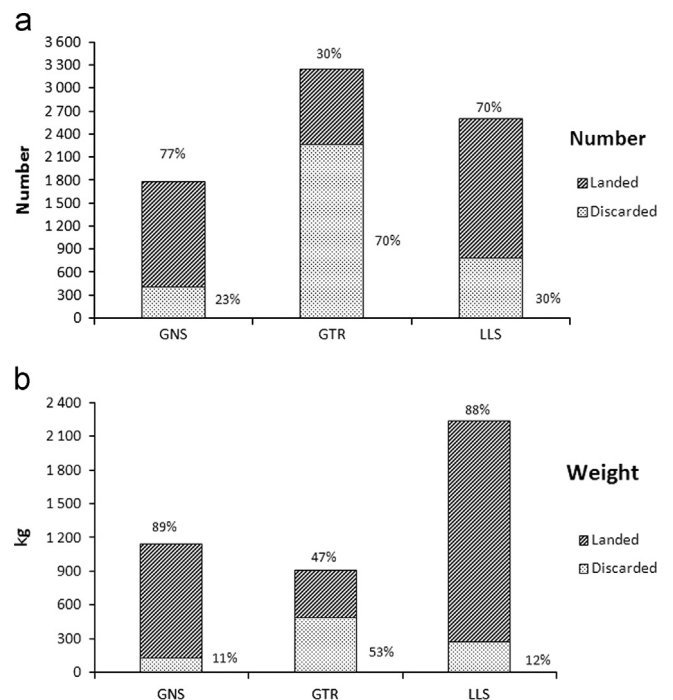 a
3 600
3 300
3 000
2 700
2 400
2 100
1 800
1 500
1 200
900
600
300
0
Number
77%
23%
30%
70%
70%
30%
GNS
GTR
LLS
Number
Landed
Discarded
b
2 400
2 100
1 800
1 500
1 200
900
600
300
0
kg
89%
11%
47%
53%
88%
12%
GNS
GTR
LLS
Weight
Landed
Discarded